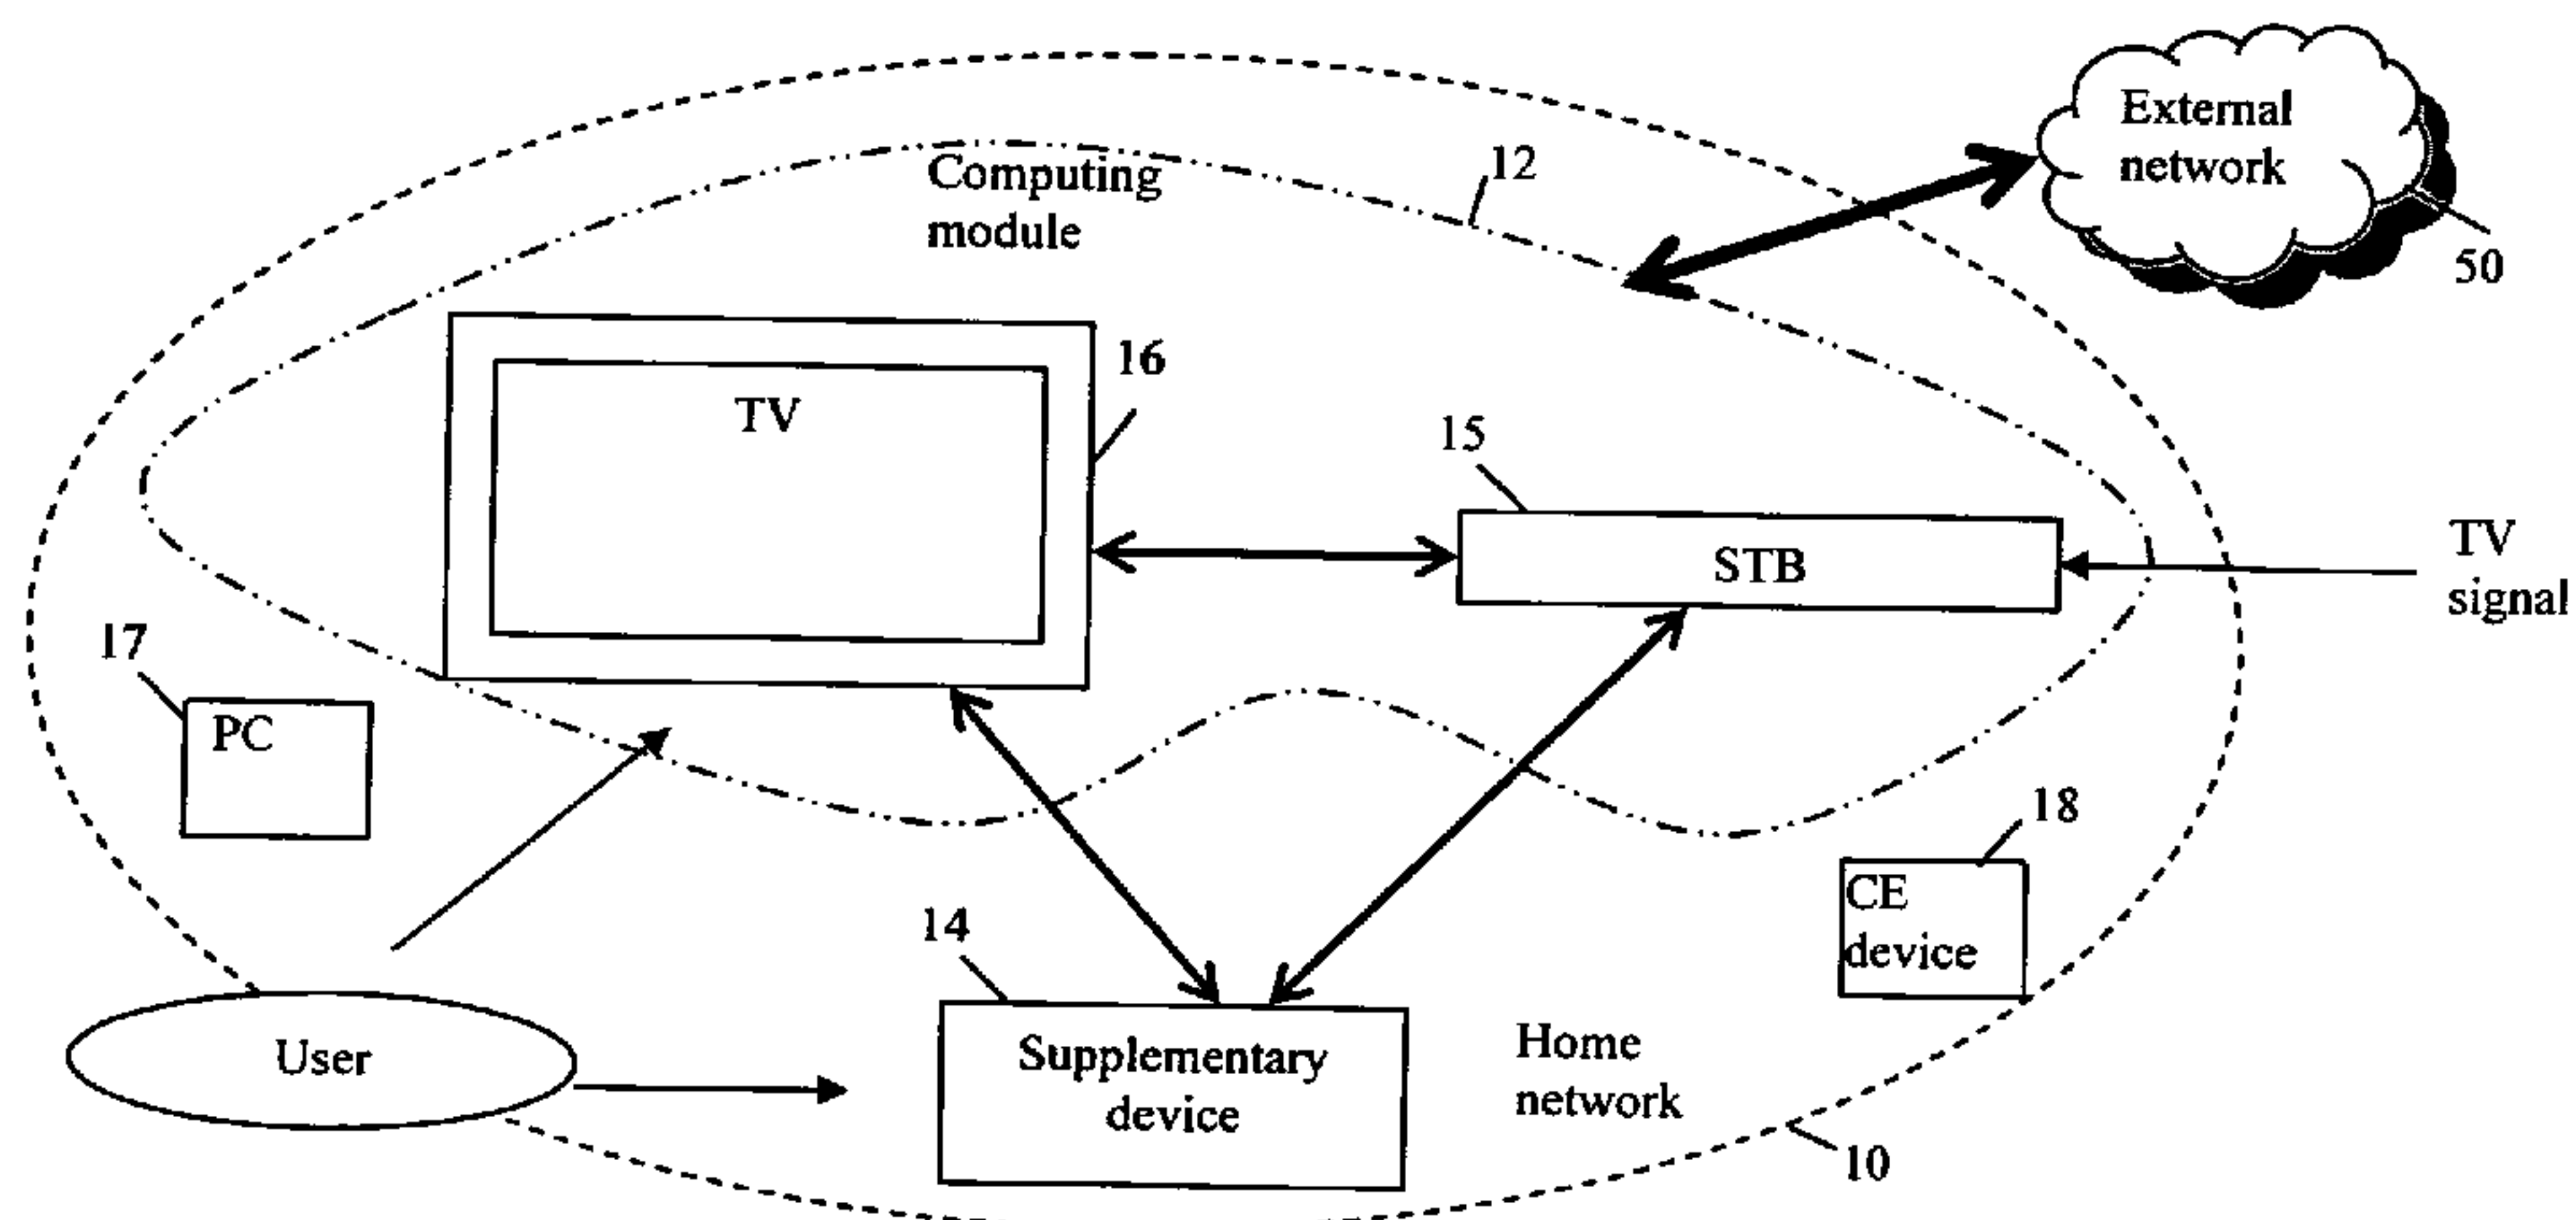 External
network
50
Computing
module
12
16
TV
15
STB
TV
signal
17
PC
18
CE
device
14
User
Supplementary
device
Home
network
10